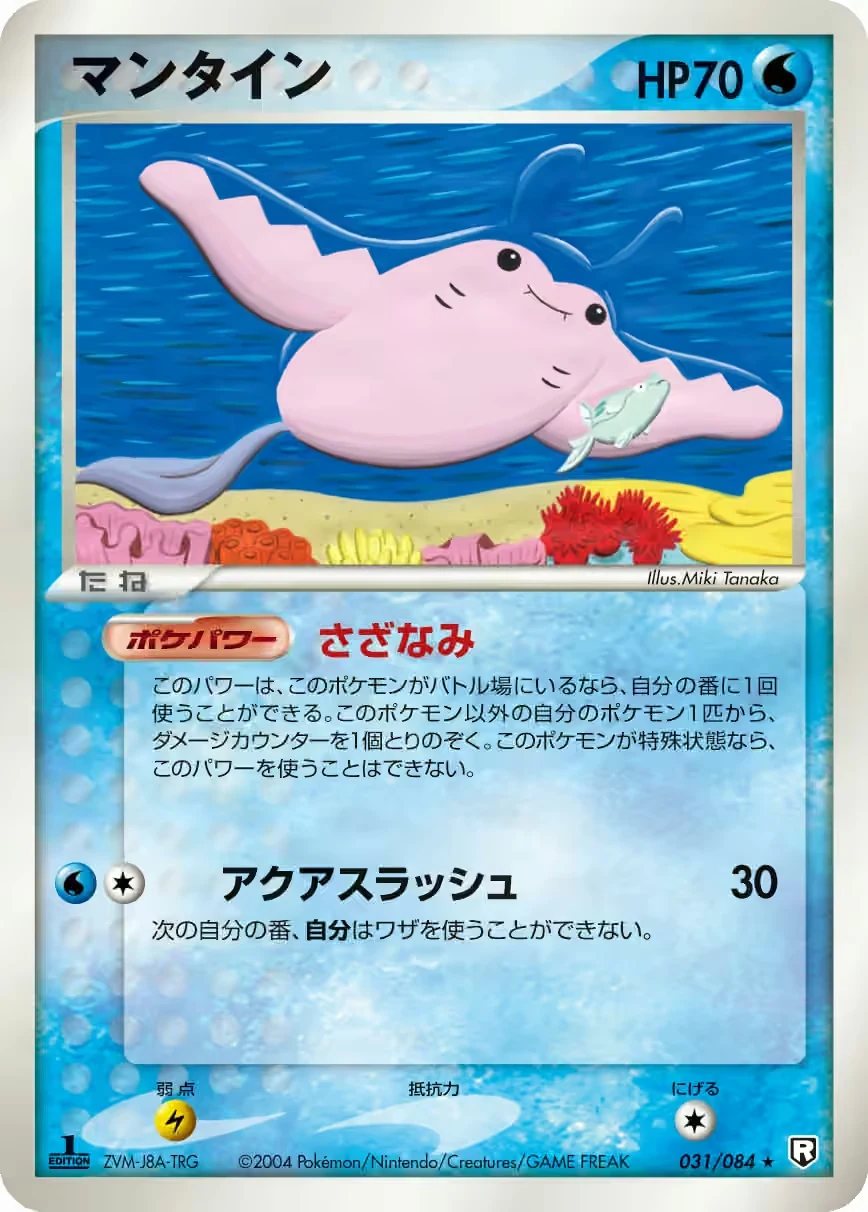 マンタイン
HP70
たね
Illus.Miki Tanaka
ポケパワー さざなみ
このパワーは、このポケモンがバトル場にいるなら、自分の番に1回
使うことができる。このポケモン以外の自分のポケモン1匹から、
ダメージカウンターを1個とりのぞく。このポケモンが特殊状態なら、
このパワーを使うことはできない。
アクアスラッシュ 30
次の自分の番、自分はワザを使うことができない。
弱点 抵抗力 にげる
1 EDITION ZVM-J8A-TRG ©2004 Pokémon/Nintendo/Creatures/GAME FREAK 031/084 ★ R